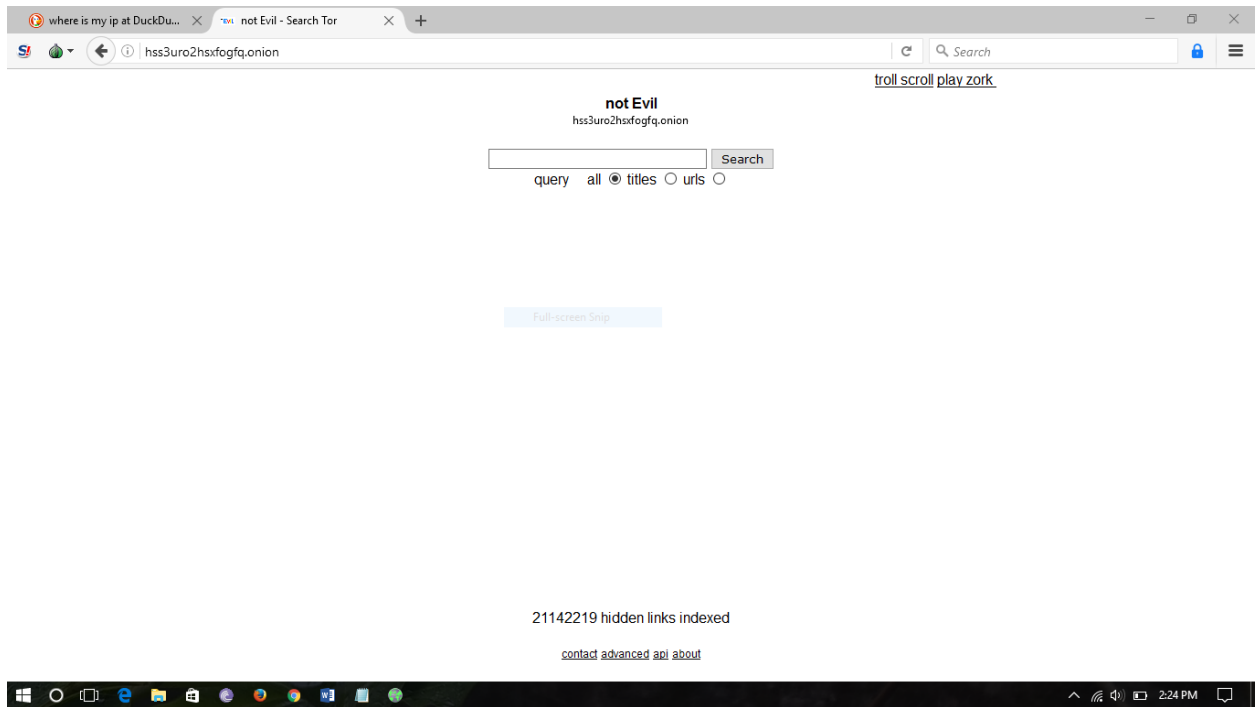 where is my ip at DuckDu...
not Evil - Search Tor
hss3uro2hsxfogfq.onion
Search
troll scroll play zork
not Evil
hss3uro2hsxfogfq.onion
Search
query all titles urls
Full-screen Snip
21142219 hidden links indexed
contact advanced api about
2:24 PM